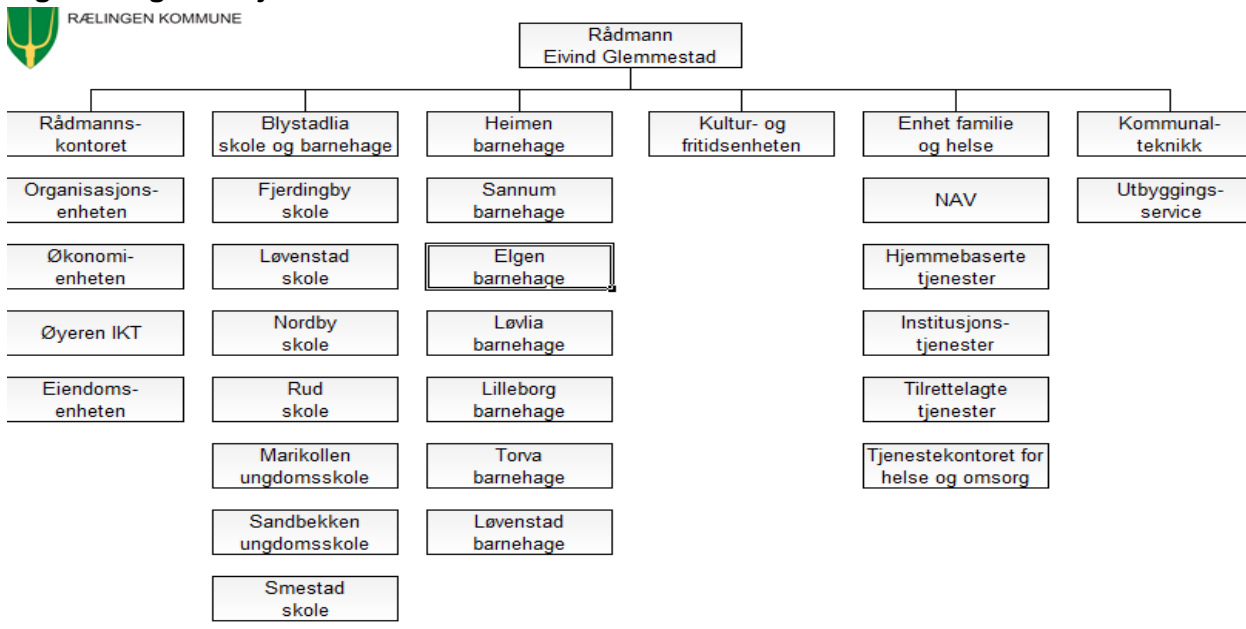 RÆLINGEN KOMMUNE
Rådmann
Eivind Glemmestad
Rådmanns-
kontoret
Organisasjons-
enheten
Økonomi-
enheten
Øyeren IKT
Eiendoms-
enheten
Blystadlia
skole og barnehage
Fjerdingby
skole
Løvenstad
skole
Nordby
skole
Rud
skole
Marikollen
ungdomsskole
Sandbekken
ungdomsskole
Smestad
skole
Heimen
barnehage
Sannum
barnehage
Elgen
barnehage
Løvlia
barnehage
Lilleborg
barnehage
Torva
barnehage
Løvenstad
barnehage
Kultur- og
fritidsenheten
Enhet familie
og helse
NAV
Hjemmebaserte
tjenester
Institusjons-
tjenester
Tilrettelagte
tjenester
Tjenestekontoret for
helse og omsorg
Kommunal-
teknikk
Utbyggings-
service